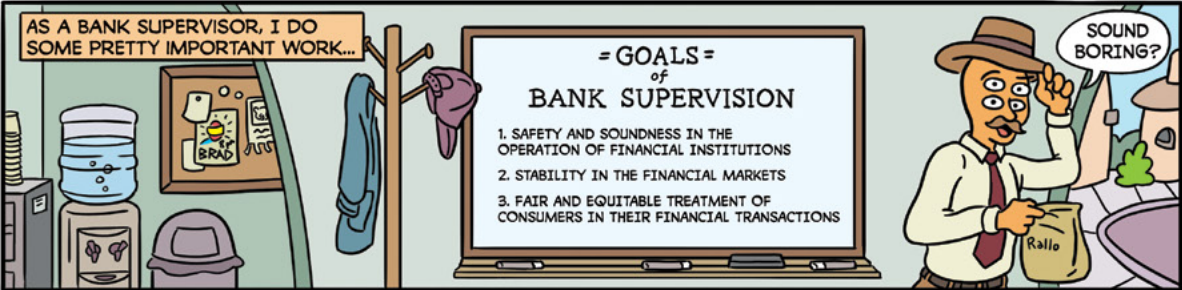 AS A BANK SUPERVISOR, I DO
SOME PRETTY IMPORTANT WORK...
BY
BRAD
=GOALS=
of
BANK SUPERVISION
1. SAFETY AND SOUNDNESS IN THE
OPERATION OF FINANCIAL INSTITUTIONS
2. STABILITY IN THE FINANCIAL MARKETS
3. FAIR AND EQUITABLE TREATMENT OF
CONSUMERS IN THEIR FINANCIAL TRANSACTIONS
SOUND
BORING?
Rallo